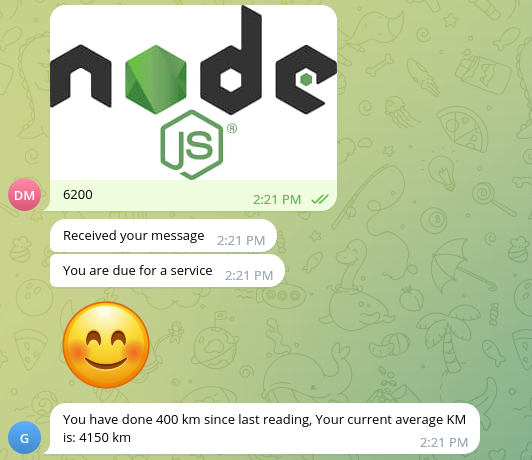 node
JS®
DM
6200
2:21 PM
Received your message
2:21 PM
You are due for a service
2:21 PM
You have done 400 km since last reading, Your current average KM
is: 4150 km
G
2:21 PM